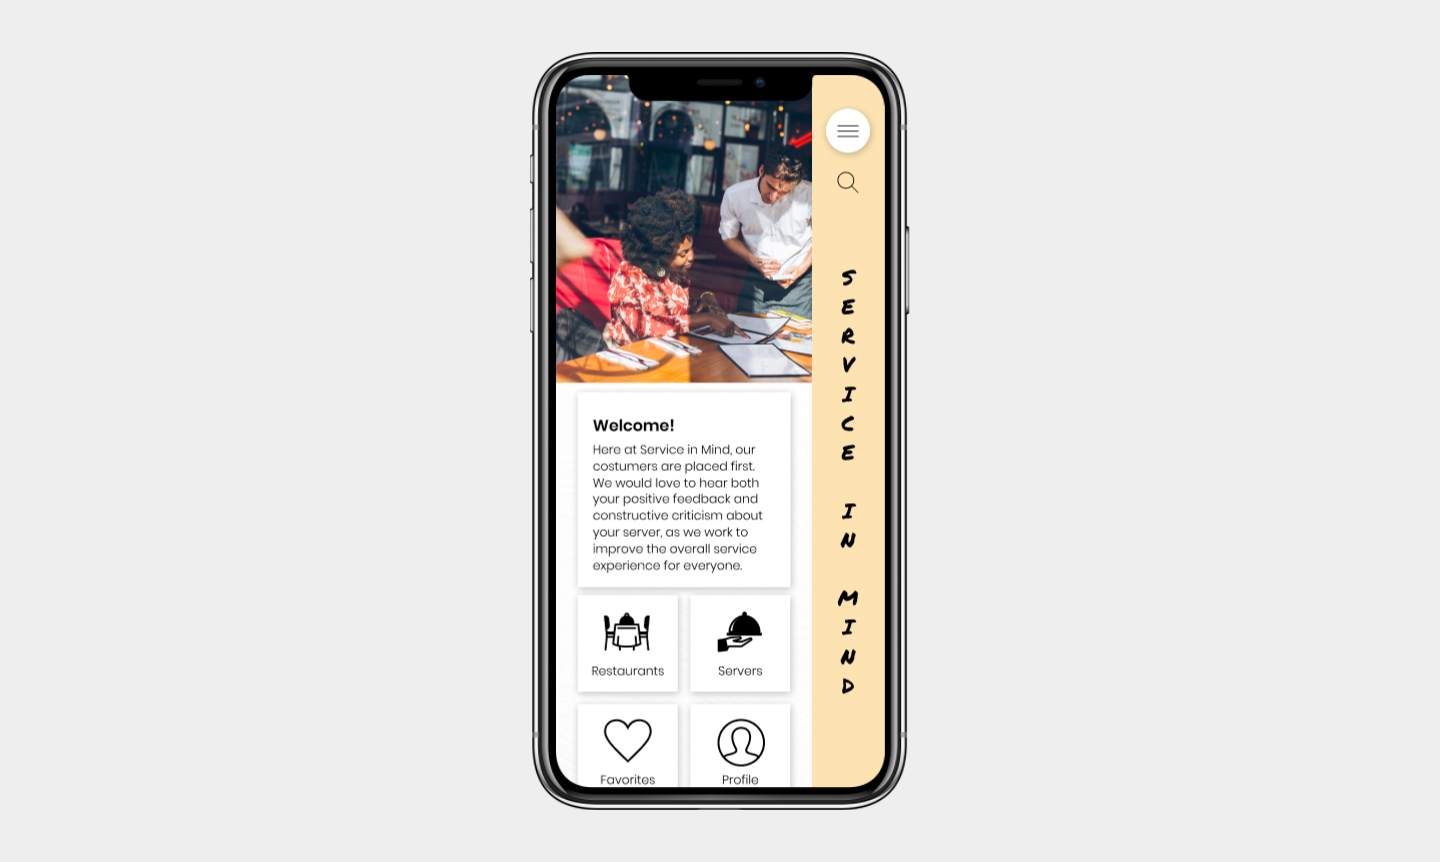 Welcome!
Here at Service in Mind, our
costumers are placed first.
We would love to hear both
your positive feedback and
constructive criticism about
your server, as we work to
improve the overall service
experience for everyone.
Restaurants
Servers
Favorites
Profile
SERVICE IN MIND